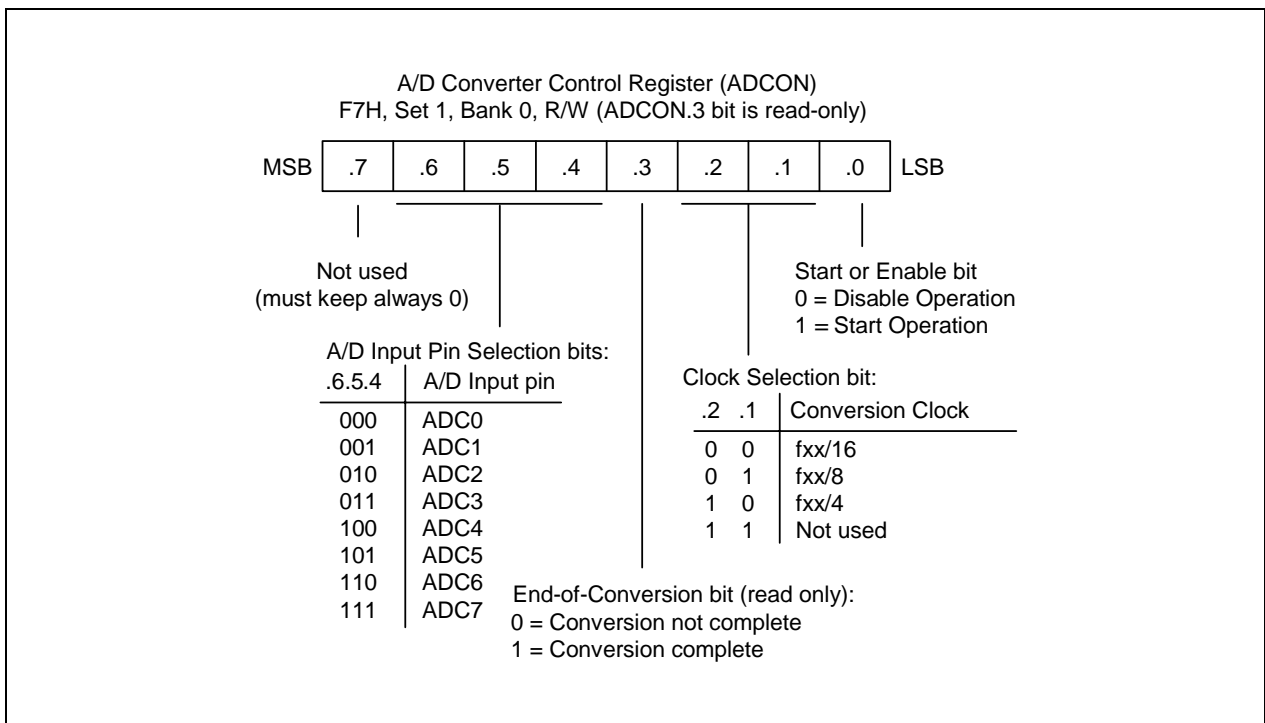 A/D Converter Control Register (ADCON)
F7H, Set 1, Bank 0, R/W (ADCON.3 bit is read-only)
MSB .7 .6 .5 .4 .3 .2 .1 .0 LSB
Not used
(must keep always 0)
Start or Enable bit
0 = Disable Operation
1 = Start Operation
A/D Input Pin Selection bits:
.6.5.4 A/D Input pin
000 ADC0
001 ADC1
010 ADC2
011 ADC3
100 ADC4
101 ADC5
110 ADC6
111 ADC7
Clock Selection bit:
.2 .1 Conversion Clock
0 0 fxx/16
0 1 fxx/8
1 0 fxx/4
1 1 Not used
End-of-Conversion bit (read only):
0 = Conversion not complete
1 = Conversion complete